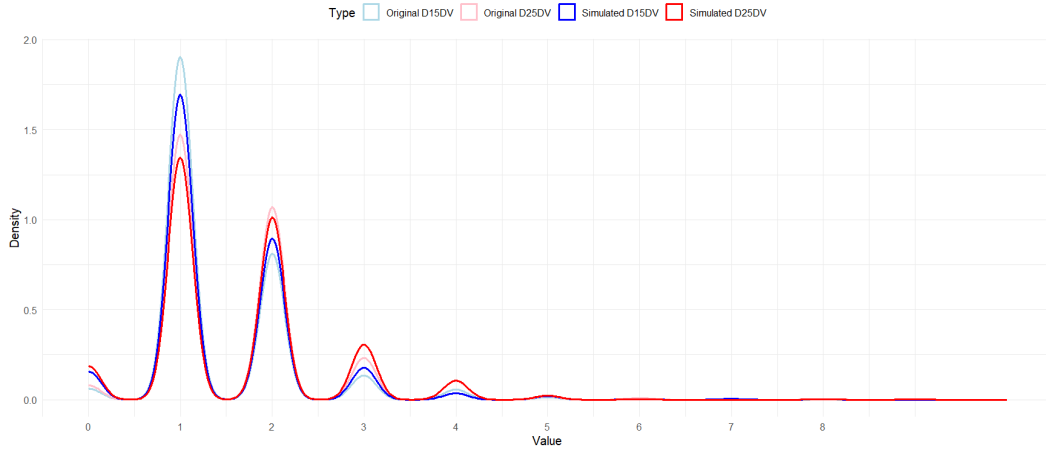 Type Original D15DV Original D25DV Simulated D15DV Simulated D25DV
2.0
1.5
1.0
0.5
0.0
Density
0 1 2 3 4 5 6 7 8
Value